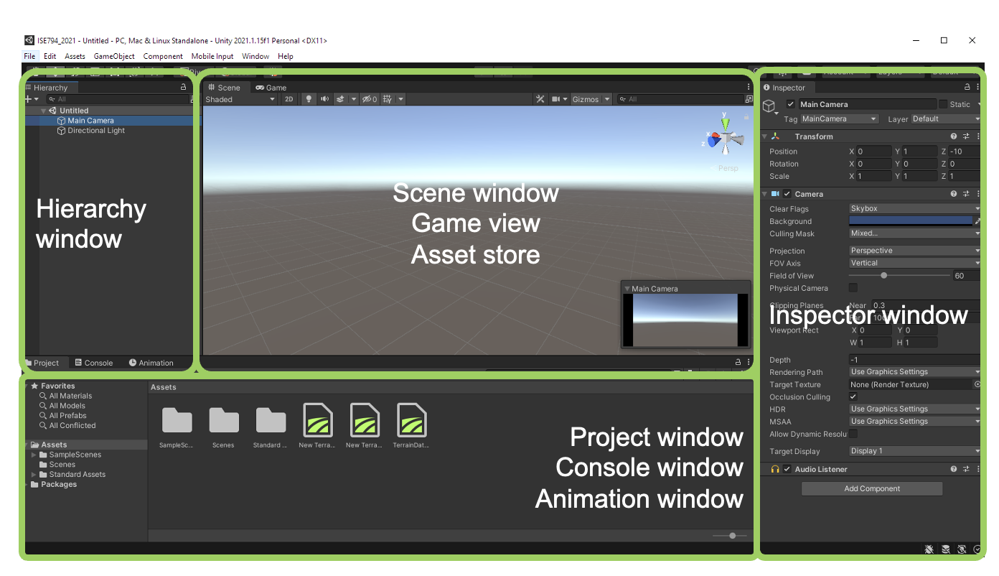 ISE794_2021 - Untitled - PC, Mac & Linux Standalone - Unity 2021.1.15f1 Personal <DX11>
File Edit Assets GameObject Component Mobile Input Window Help
Hierarchy
All
Untitled
Main Camera
Directional Light
Hierarchy
window
Scene Game
Shaded 2D 0 Gizmos All
y
x
z
Persp
Scene window
Game view
Asset store
Main Camera
Inspector
Main Camera Static
Tag MainCamera Layer Default
Transform
Position X 0 Y 1 Z -10
Rotation X 0 Y 0 Z 0
Scale X 1 Y 1 Z 1
Camera
Clear Flags Skybox
Background
Culling Mask Mixed...
Projection Perspective
FOV Axis Vertical
Field of View 60
Physical Camera
Clipping Planes Near 0.3
Inspector window
Viewport Rect X 0 Y 0
W 1 H 1
Depth -1
Rendering Path Use Graphics Settings
Target Texture None (Render Texture)
Occlusion Culling
HDR Use Graphics Settings
MSAA Use Graphics Settings
Allow Dynamic Resolu
Target Display Display 1
Audio Listener
Add Component
Project Console Animation
Favorites
All Materials
All Models
All Prefabs
All Conflicted
Assets
SampleScenes
Scenes
Standard Assets
Packages
Assets
SampleSc... Scenes Standard ... New Terra... New Terra... TerrainDat...
Project window
Console window
Animation window